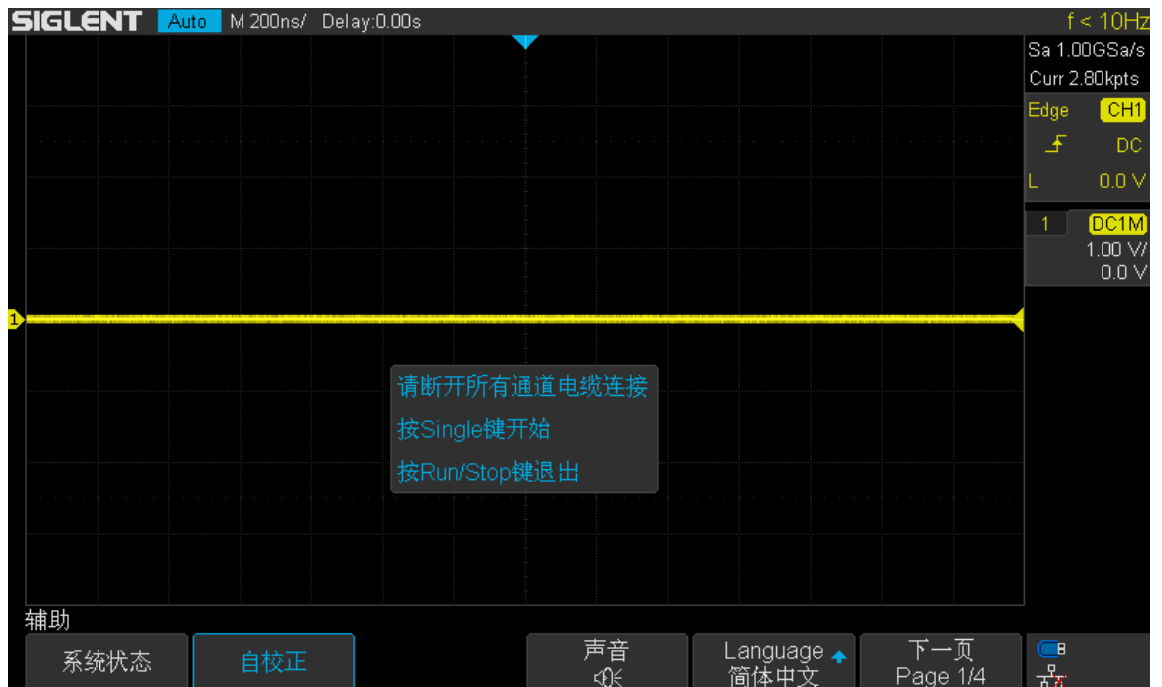 SIGLENT Auto M 200ns/ Delay:0.00s f < 10Hz
Sa 1.00GSa/s
Curr 2.80kpts
Edge CH1
DC
L 0.0 V
1 DC1M
1.00 V/
0.0 V
1
请断开所有通道电缆连接
按Single键开始
按Run/Stop键退出
辅助
系统状态 自校正 声音 Language 下一页
简体中文 Page 1/4